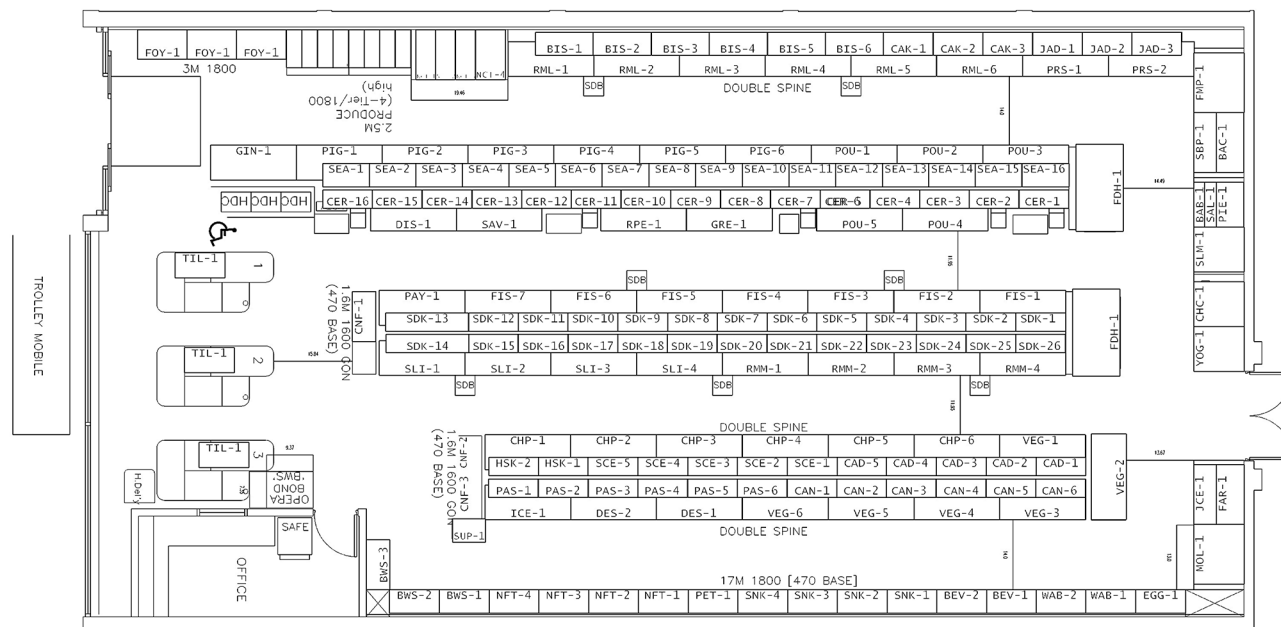 FOY-1 FOY-1 FOY-1
3M 1800
NCT-4
BIS-1 BIS-2 BIS-3 BIS-4 BIS-5 BIS-6 CAK-1 CAK-2 CAK-3 JAD-1 JAD-2 JAD-3
RML-1 RML-2 RML-3 RML-4 RML-5 RML-6 PRS-1 PRS-2
SDB DOUBLE SPINE SDB
2.5M
PRODUCE
(4-Tier/1800
high)
FMP-1
SBP-1 BAC-1
GIN-1 PIG-1 PIG-2 PIG-3 PIG-4 PIG-5 PIG-6 POU-1 POU-2 POU-3
SEA-1 SEA-2 SEA-3 SEA-4 SEA-5 SEA-6 SEA-7 SEA-8 SEA-9 SEA-10 SEA-11 SEA-12 SEA-13 SEA-14 SEA-15 SEA-16
FDH-1
HDC HDC HDC
CER-16 CER-15 CER-14 CER-13 CER-12 CER-11 CER-10 CER-9 CER-8 CER-7 CER-5 CER-4 CER-3 CER-2 CER-1
DIS-1 SAV-1 RPE-1 GRE-1 POU-5 POU-4
BAB-1 SAL-1 PIE-1
SLM-1
TROLLEY MOBILE
TIL-1 1
SDB SDB
CNF-1
1.6M 1600 GON
(470 BASE)
PAY-1 FIS-7 FIS-6 FIS-5 FIS-4 FIS-3 FIS-2 FIS-1
SDK-13 SDK-12 SDK-11 SDK-10 SDK-9 SDK-8 SDK-7 SDK-6 SDK-5 SDK-4 SDK-3 SDK-2 SDK-1
FDH-1
SDK-14 SDK-15 SDK-16 SDK-17 SDK-18 SDK-19 SDK-20 SDK-21 SDK-22 SDK-23 SDK-24 SDK-25 SDK-26
SLI-1 SLI-2 SLI-3 SLI-4 RMM-1 RMM-2 RMM-3 RMM-4
SDB SDB SDB
CHC-1
YOG-1
TIL-1 2
DOUBLE SPINE
1.6M 1600 GON
(470 BASE)
CNF-3 CNF-2
CHP-1 CHP-2 CHP-3 CHP-4 CHP-5 CHP-6 VEG-1
HSK-2 HSK-1 SCE-5 SCE-4 SCE-3 SCE-2 SCE-1 CAD-5 CAD-4 CAD-3 CAD-2 CAD-1
VEG-2
PAS-1 PAS-2 PAS-3 PAS-4 PAS-5 PAS-6 CAN-1 CAN-2 CAN-3 CAN-4 CAN-5 CAN-6
ICE-1 DES-2 DES-1 VEG-6 VEG-5 VEG-4 VEG-3
SUP-1
DOUBLE SPINE
TIL-1 3
OPERA
BOND
'BWS'
SAFE
OFFICE
JCE-1 FAR-1
MOL-1
BWS-3
17M 1800 [470 BASE]
BWS-2 BWS-1 NFT-4 NFT-3 NFT-2 NFT-1 PET-1 SNK-4 SNK-3 SNK-2 SNK-1 BEV-2 BEV-1 WAB-2 WAB-1 EGG-1